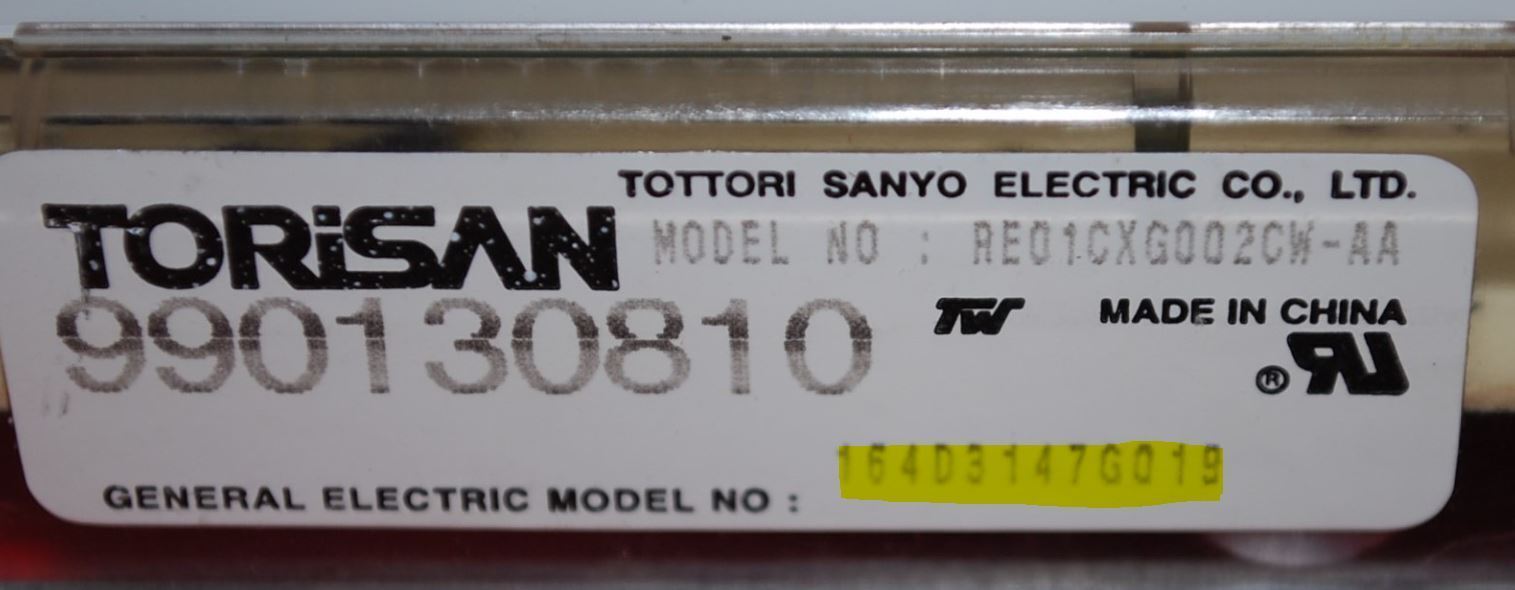 TOTTORI SANYO ELECTRIC CO., LTD.
TORiSAN
MODEL NO : RE01CXG002CW-AA
990130810
TW
MADE IN CHINA
® RU
164D3147G019
GENERAL ELECTRIC MODEL NO :